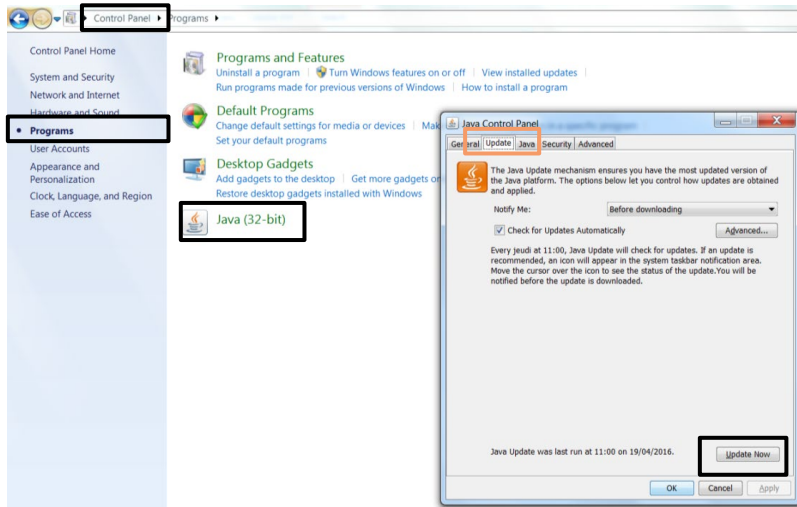 Control Panel
Programs
Control Panel Home
System and Security
Network and Internet
Hardware and Sound
Programs
User Accounts
Appearance and
Personalization
Clock, Language, and Region
Ease of Access
Programs and Features
Uninstall a program
Turn Windows features on or off
View installed updates
Run programs made for previous versions of Windows
How to install a program
Default Programs
Change default settings for media or devices
Set your default programs
Desktop Gadgets
Add gadgets to the desktop
Get more gadgets
Restore desktop gadgets installed with Windows
Java (32-bit)
Java Control Panel
General
Update
Java
Security
Advanced
The Java Update mechanism ensures you have the most updated version of
the Java platform. The options below let you control how updates are obtained
and applied.
Notify Me:
Before downloading
Check for Updates Automatically
Advanced...
Every jeudi at 11:00, Java Update will check for updates. If an update is
recommended, an icon will appear in the system taskbar notification area.
Move the cursor over the icon to see the status of the update.You will be
notified before the update is downloaded.
Java Update was last run at 11:00 on 19/04/2016.
Update Now
OK
Cancel
Apply